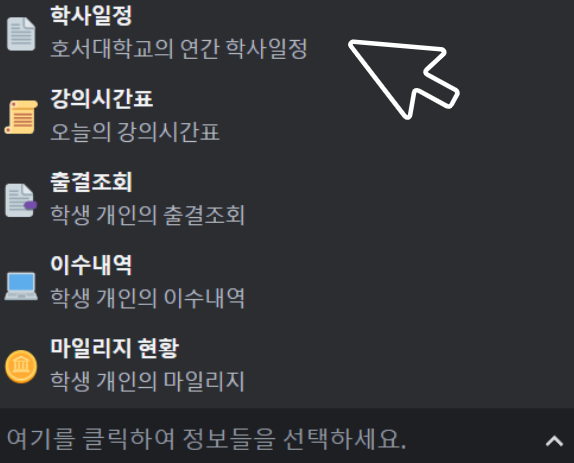 학사일정
호서대학교의 연간 학사일정
강의시간표
오늘의 강의시간표
출결조회
학생 개인의 출결조회
이수내역
학생 개인의 이수내역
마일리지 현황
학생 개인의 마일리지
여기를 클릭하여 정보들을 선택하세요.